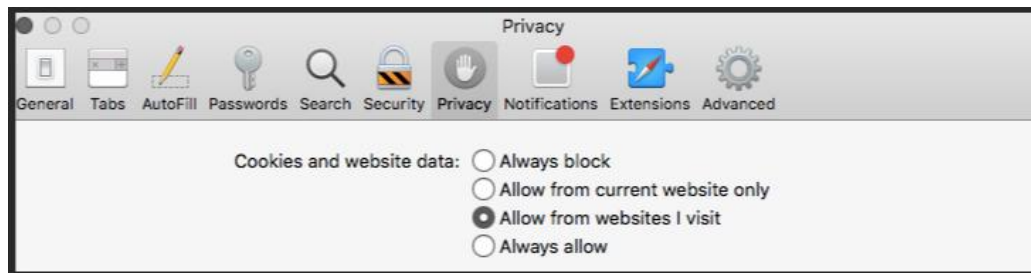 Privacy
General Tabs AutoFill Passwords Search Security Privacy Notifications Extensions Advanced
Cookies and website data: Always block
Allow from current website only
Allow from websites I visit
Always allow